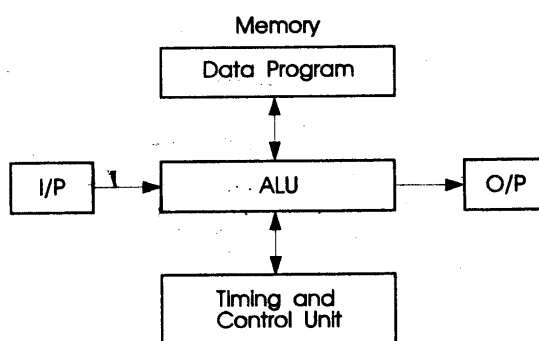 Memory
Data Program
I/P
ALU
O/P
Timing and
Control Unit